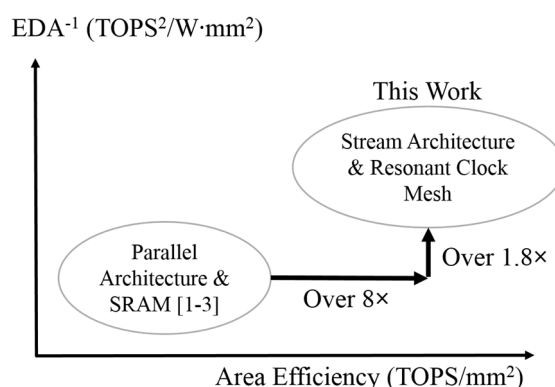 EDA⁻¹ (TOPS²/W·mm²)
This Work
Stream Architecture
& Resonant Clock
Mesh
Parallel
Architecture &
SRAM [1-3]
Over 1.8×
Over 8×
Area Efficiency (TOPS/mm²)